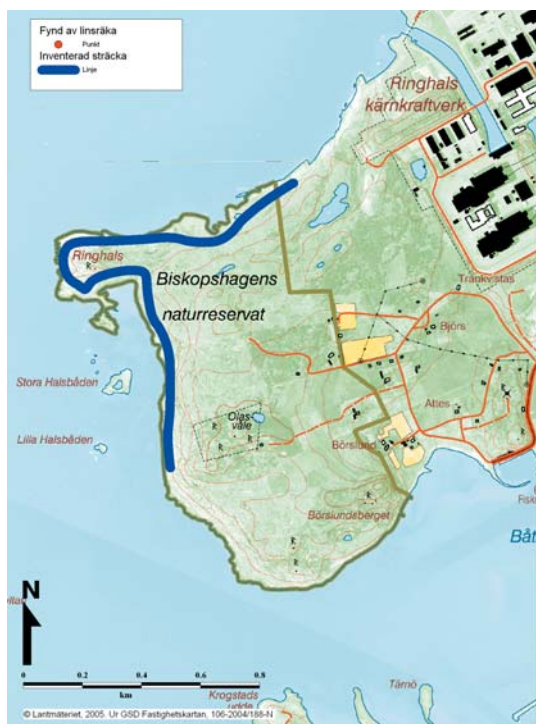 Fynd av linsräka
Punkt
Inventerad sträcka
Linje
Ringhals
kärnkraftverk
Ringhals
Biskopshagens
naturreservat
Tränkvistas
Björs
Stora Halsbåden
Attes
Olas-
våle
Lilla Halsbåden
Börslund
Börslundsberget
Fisk
Båt
N
0 0.2 0.4 0.6 0.8
km
Tärnö
Krogstads
udde
© Lantmäteriet, 2005. Ur GSD Fastighetskartan, 106-2004/188-N